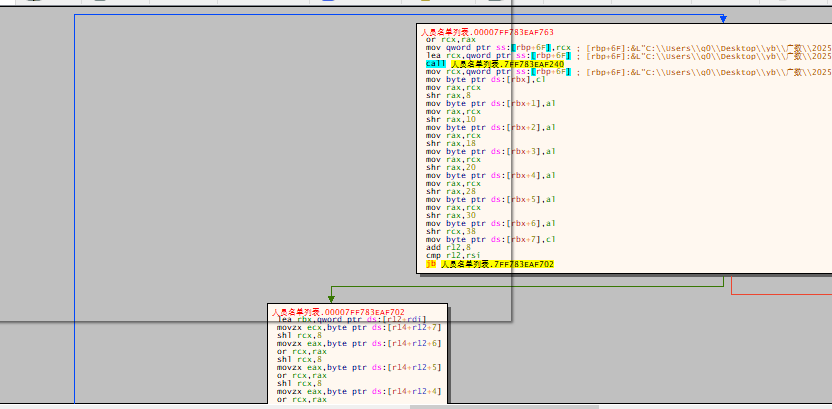 人员名单列表.00007FF783EAF763
or rcx,rax
mov qword ptr ss:[rbp+6F],rcx ; [rbp+6F]:&L"C:\\Users\\q0\\Desktop\\yb\\广数\\2025
lea rcx,qword ptr ss:[rbp+6F] ; [rbp+6F]:&L"C:\\Users\\q0\\Desktop\\yb\\广数\\2025
call 人员名单列表.7FF783EAF240
mov rcx,qword ptr ss:[rbp+6F] ; [rbp+6F]:&L"C:\\Users\\q0\\Desktop\\yb\\广数\\2025
mov byte ptr ds:[rbx],cl
mov rax,rcx
shr rax,8
mov byte ptr ds:[rbx+1],al
mov rax,rcx
shr rax,10
mov byte ptr ds:[rbx+2],al
mov rax,rcx
shr rax,18
mov byte ptr ds:[rbx+3],al
mov rax,rcx
shr rax,20
mov byte ptr ds:[rbx+4],al
mov rax,rcx
shr rax,28
mov byte ptr ds:[rbx+5],al
mov rax,rcx
shr rax,30
mov byte ptr ds:[rbx+6],al
shr rcx,38
mov byte ptr ds:[rbx+7],cl
add r12,8
cmp r12,rsi
jb 人员名单列表.7FF783EAF702
人员名单列表.00007FF783EAF702
lea rbx,qword ptr ds:[r12+rdi]
movzx ecx,byte ptr ds:[r14+r12+7]
shl rcx,8
movzx eax,byte ptr ds:[r14+r12+6]
or rcx,rax
shl rcx,8
movzx eax,byte ptr ds:[r14+r12+5]
or rcx,rax
shl rcx,8
movzx eax,byte ptr ds:[r14+r12+4]
or rcx,rax